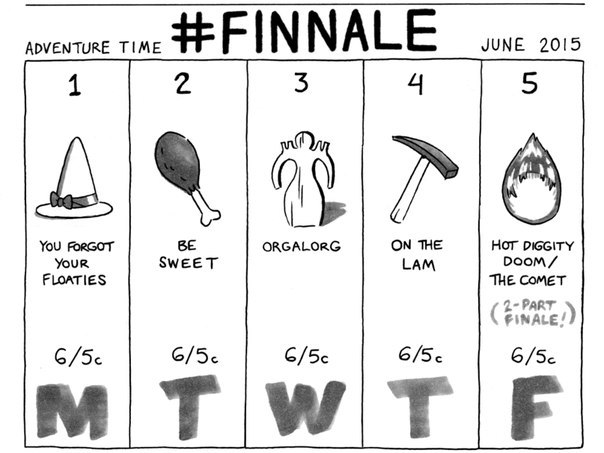 ADVENTURE TIME #FINNALE JUNE 2015
1
YOU FORGOT
YOUR
FLOATIES
6/5c
M
2
BE
SWEET
6/5c
T
3
ORGALORG
6/5c
W
4
ON THE
LAM
6/5c
T
5
HOT DIGGITY
DOOM/
THE COMET
(2-PART
FINALE!)
6/5c
F